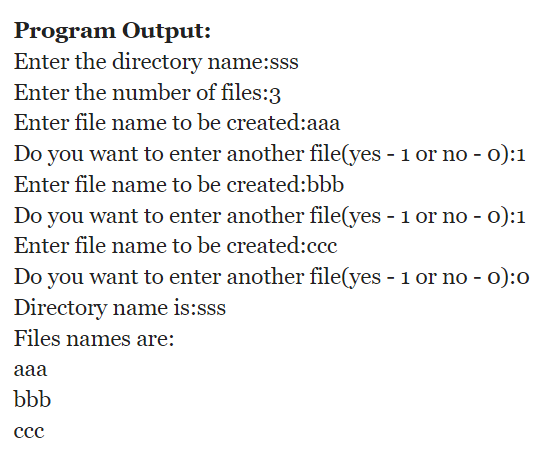 Program Output:
Enter the directory name:sss
Enter the number of files:3
Enter file name to be created:aaa
Do you want to enter another file(yes - 1 or no - 0):1
Enter file name to be created:bbb
Do you want to enter another file(yes - 1 or no - 0):1
Enter file name to be created:ccc
Do you want to enter another file(yes - 1 or no - 0):0
Directory name is:sss
Files names are:
aaa
bbb
ccc